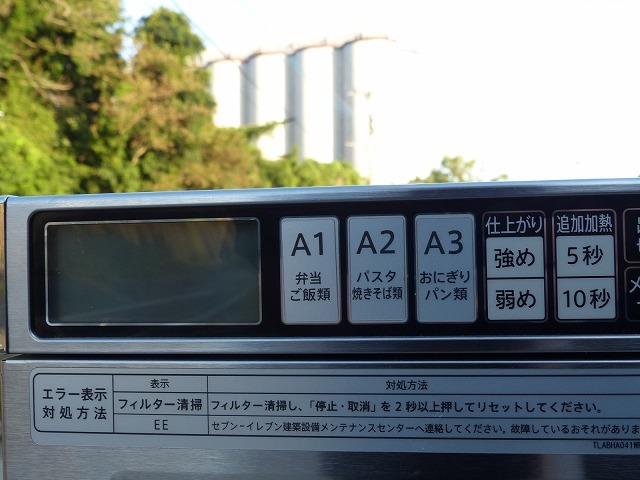 A1
弁当
ご飯類
A2
パスタ
焼きそば類
A3
おにぎり
パン類
仕上がり
強め
弱め
追加加熱
5秒
10秒
エラー表示
対処方法
表示
対処方法
フィルター清掃
フィルター清掃し、「停止・取消」を2秒以上押してリセットしてください。
EE
セブン-イレブン建築設備メンテナンスセンターへ連絡してください。故障しているおそれがありま
TLABHA041WR